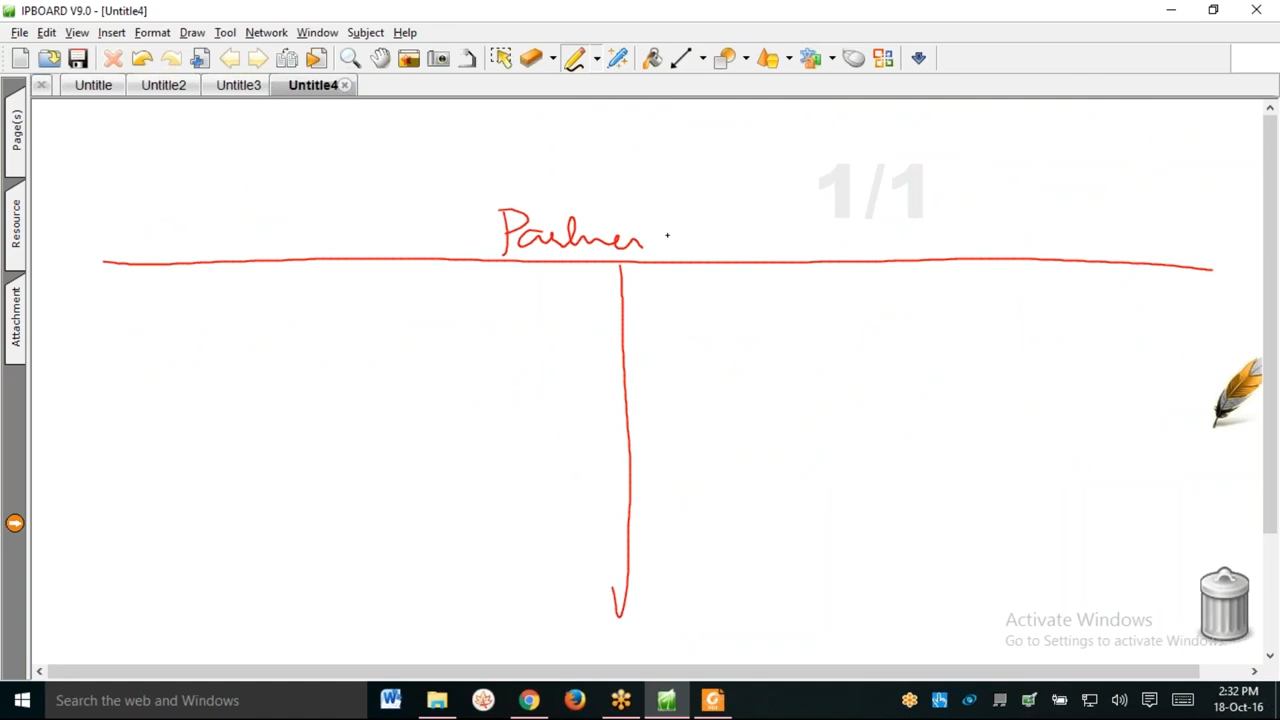 IPBOARD V9.0 - [Untitle4]
File Edit View Insert Format Draw Tool Network Window Subject Help
Untitle Untitle2 Untitle3 Untitle4
Page(s)
Resource
Attachment
1/1
Partner
Activate Windows
Go to Settings to activate Windows.
Search the web and Windows
2:32 PM
18-Oct-16